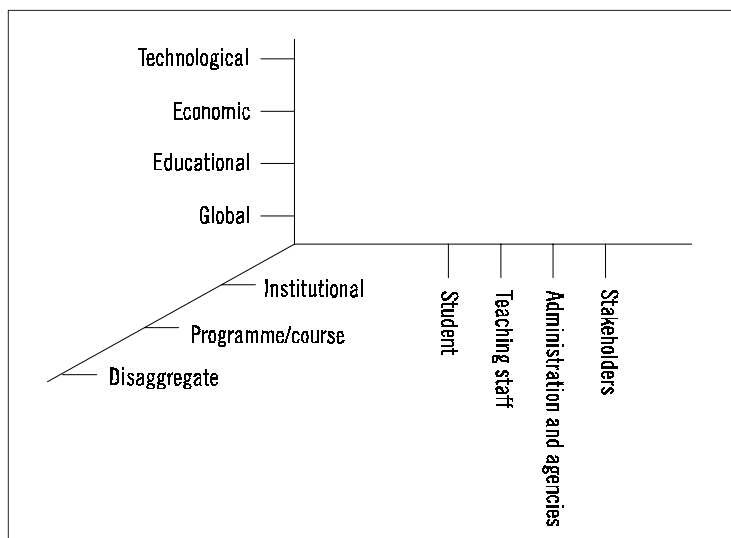 Technological
Economic
Educational
Global
Institutional
Programme/course
Disaggregate
Student
Teaching staff
Administration and agencies
Stakeholders